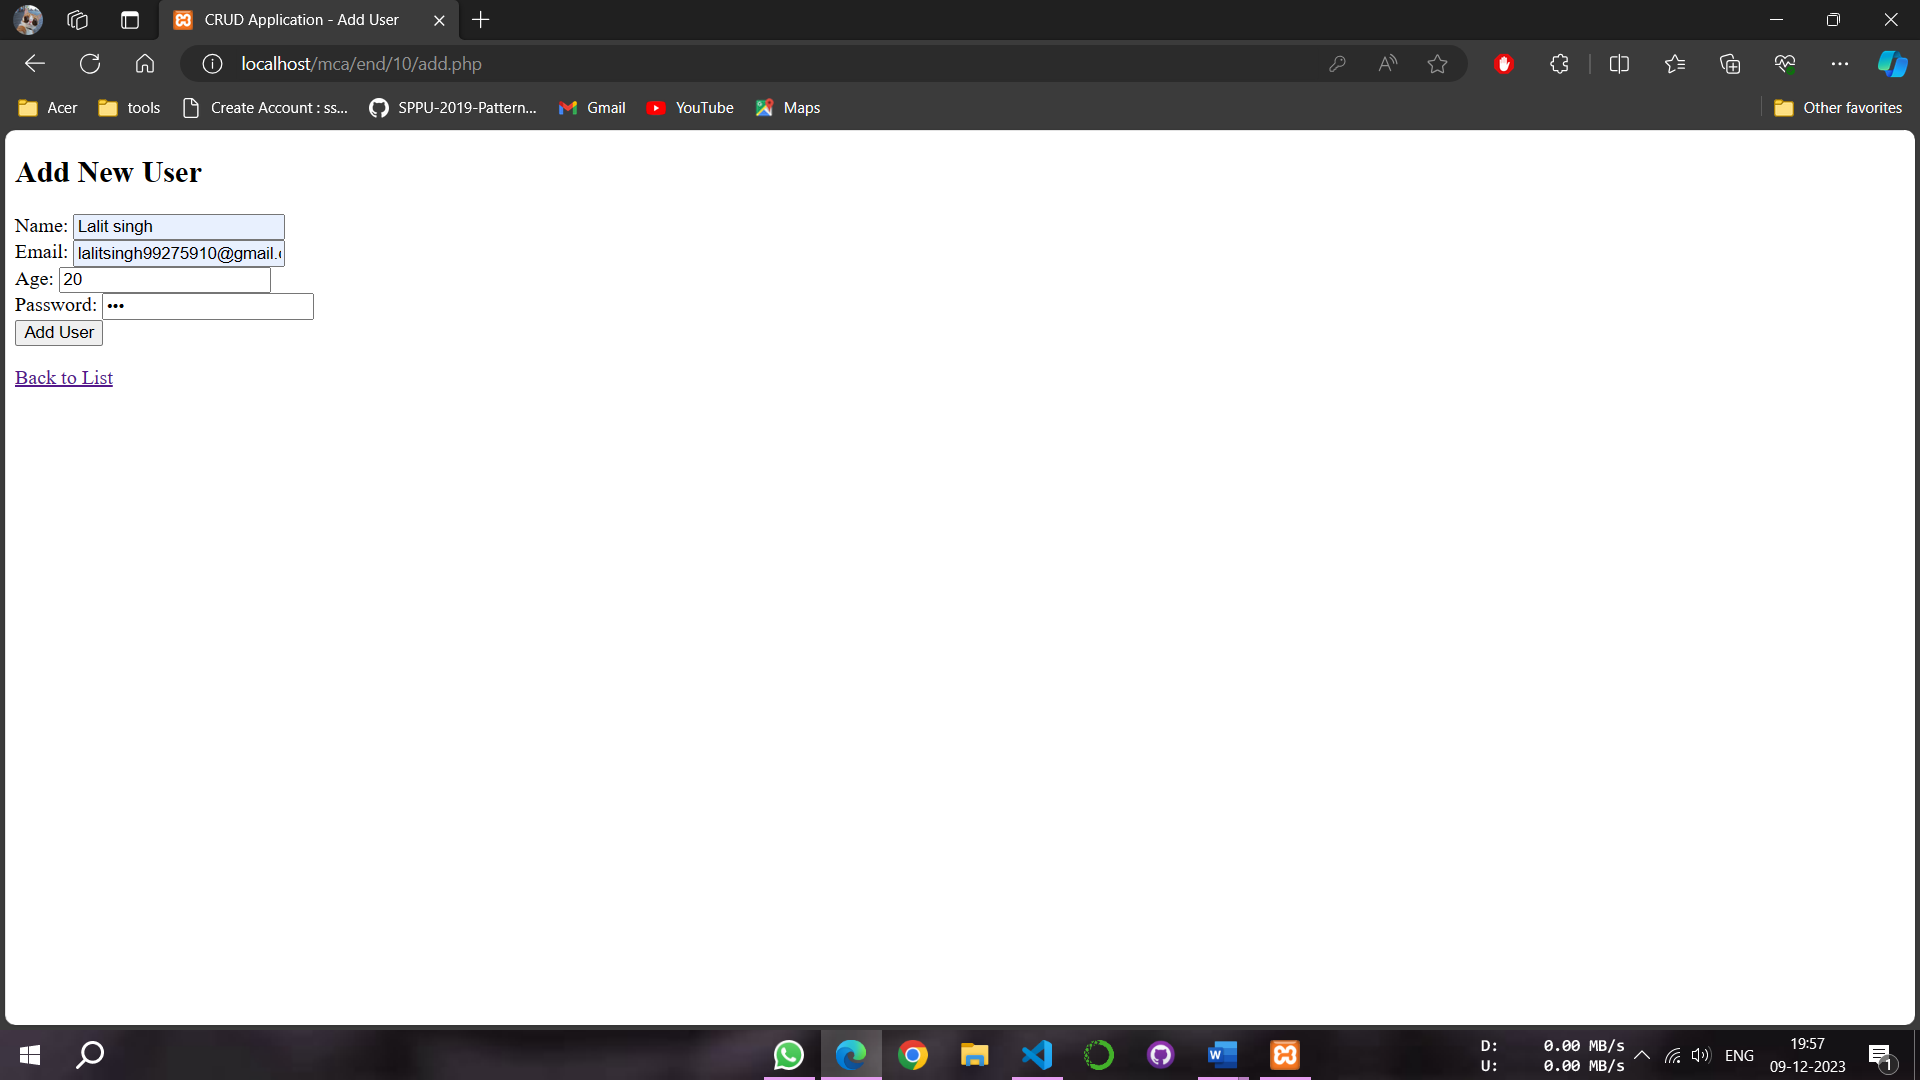 CRUD Application - Add User
localhost/mca/end/10/add.php
Acer
tools
Create Account : ss...
SPPU-2019-Pattern...
Gmail
YouTube
Maps
Other favorites
Add New User
Name: Lalit singh
Email: lalitsingh99275910@gmail.
Age: 20
Password: •••
Add User
Back to List
D: 0.00 MB/s
U: 0.00 MB/s
ENG
19:57
09-12-2023
1